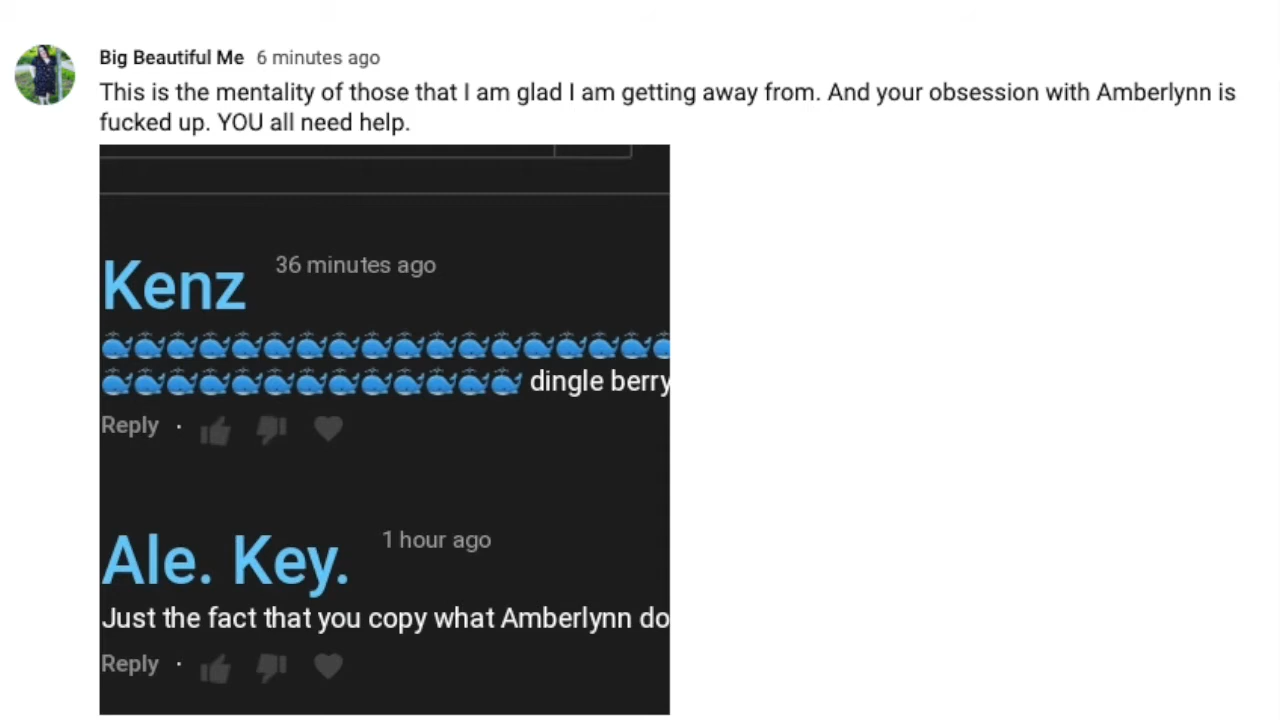 Big Beautiful Me 6 minutes ago
This is the mentality of those that I am glad I am getting away from. And your obsession with Amberlynn is
fucked up. YOU all need help.
Kenz 36 minutes ago
🐳🐳🐳🐳🐳🐳🐳🐳🐳🐳🐳🐳🐳🐳🐳🐳🐳🐳
🐳🐳🐳🐳🐳🐳🐳🐳🐳🐳🐳🐳🐳 dingle berry
Reply ·
Ale. Key. 1 hour ago
Just the fact that you copy what Amberlynn do
Reply ·